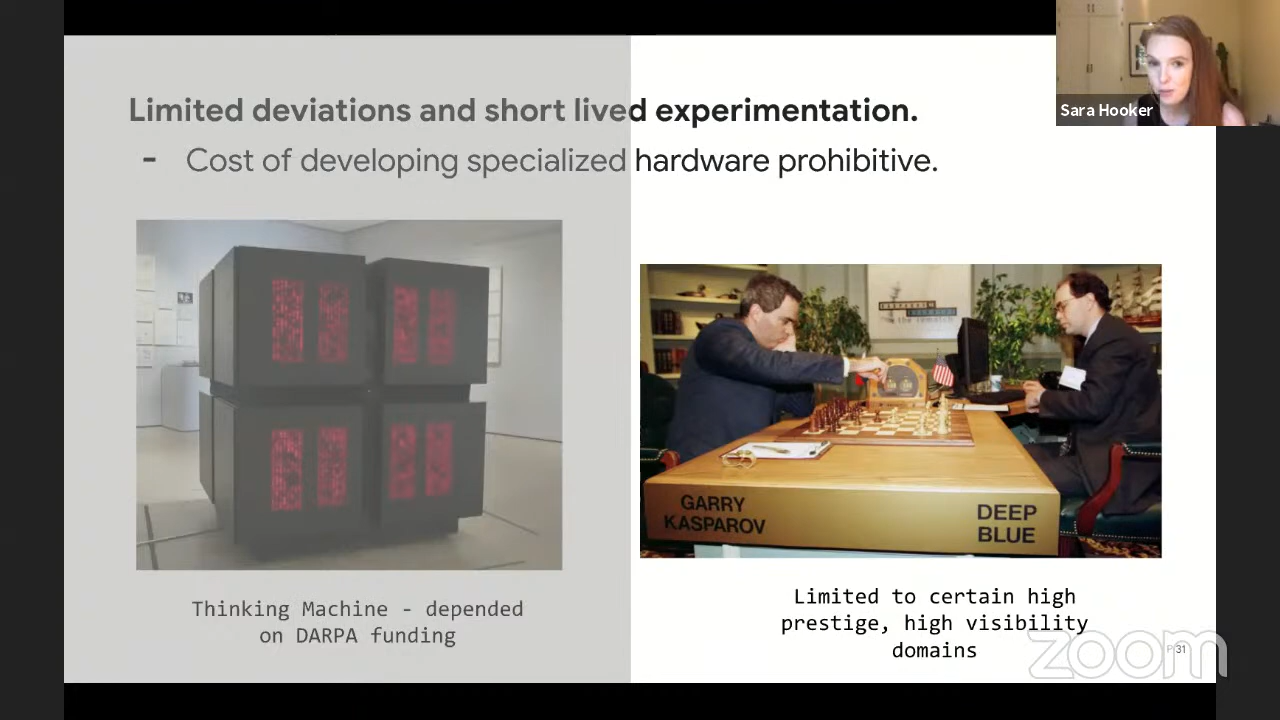 Limited deviations and short lived experimentation.
- Cost of developing specialized hardware prohibitive.
Sara Hooker
GARRY
KASPAROV
DEEP
BLUE
Thinking Machine - depended
on DARPA funding
Limited to certain high
prestige, high visibility
domains
zoom
P 31